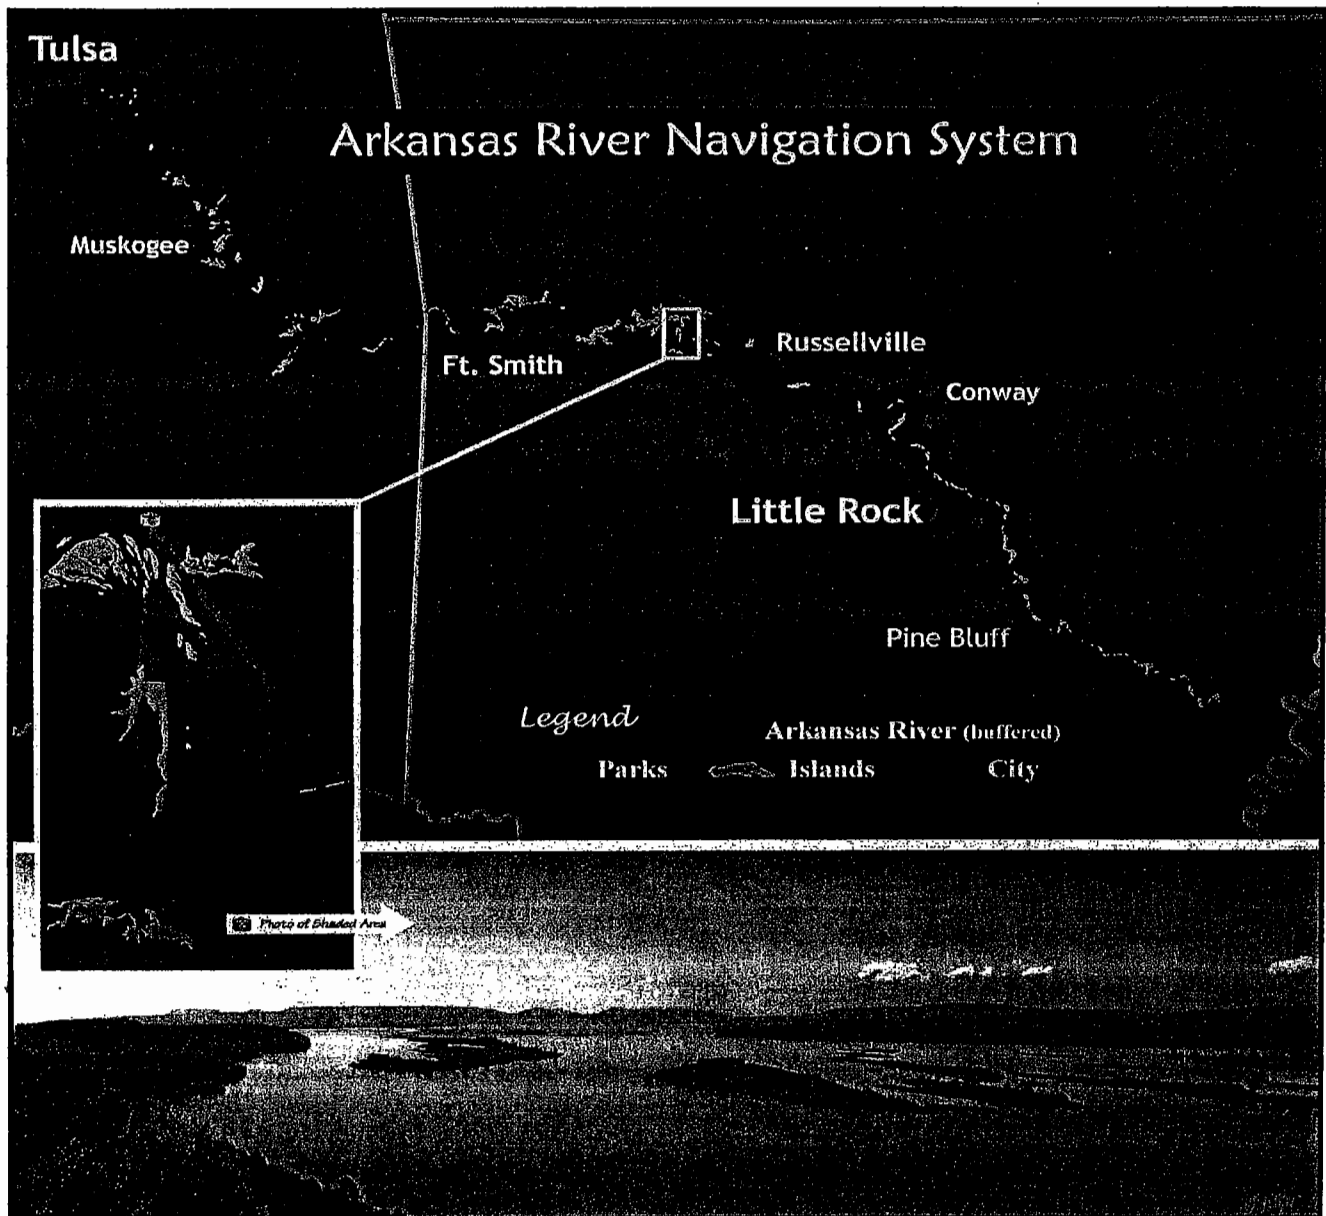 Tulsa
Arkansas River Navigation System
Muskogee
Russellville
Ft. Smith
Conway
Little Rock
Pine Bluff
Legend
Arkansas River (buffered)
Parks Islands City
Photo of Shaded Area